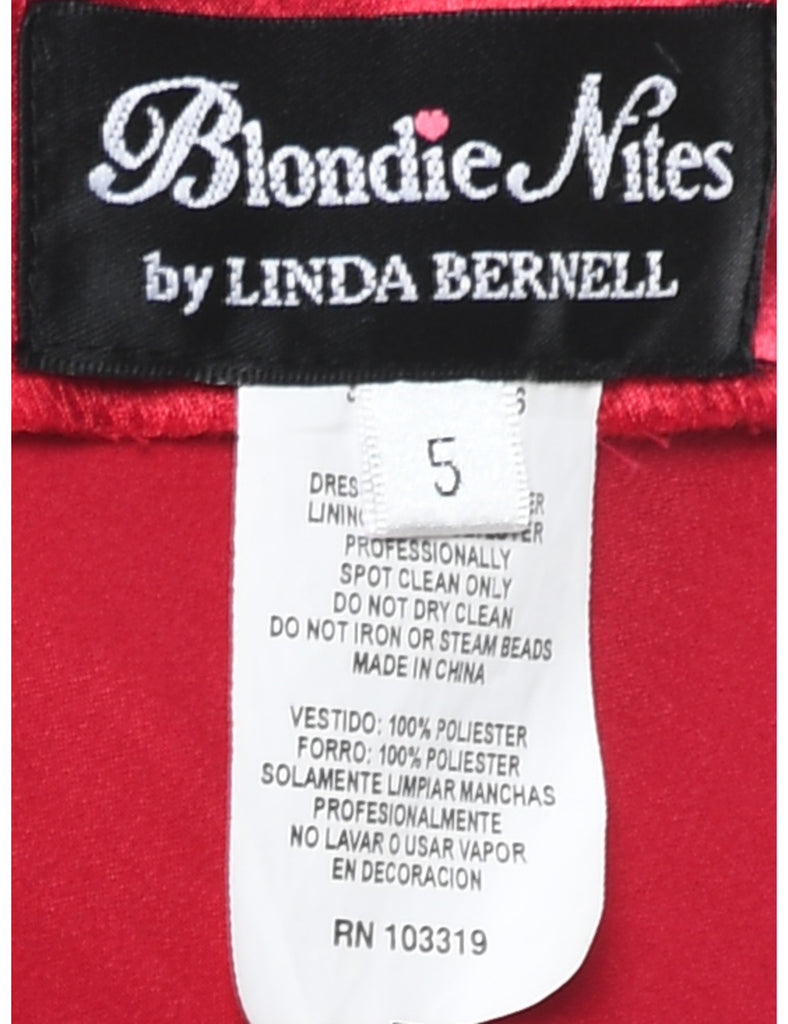 Blondie Nites
by LINDA BERNELL
5
PROFESSIONALLY
SPOT CLEAN ONLY
DO NOT DRY CLEAN
DO NOT IRON OR STEAM BEADS
MADE IN CHINA
VESTIDO: 100% POLIESTER
FORRO: 100% POLIESTER
SOLAMENTE LIMPIAR MANCHAS
PROFESIONALMENTE
NO LAVAR O USAR VAPOR
EN DECORACION
RN 103319